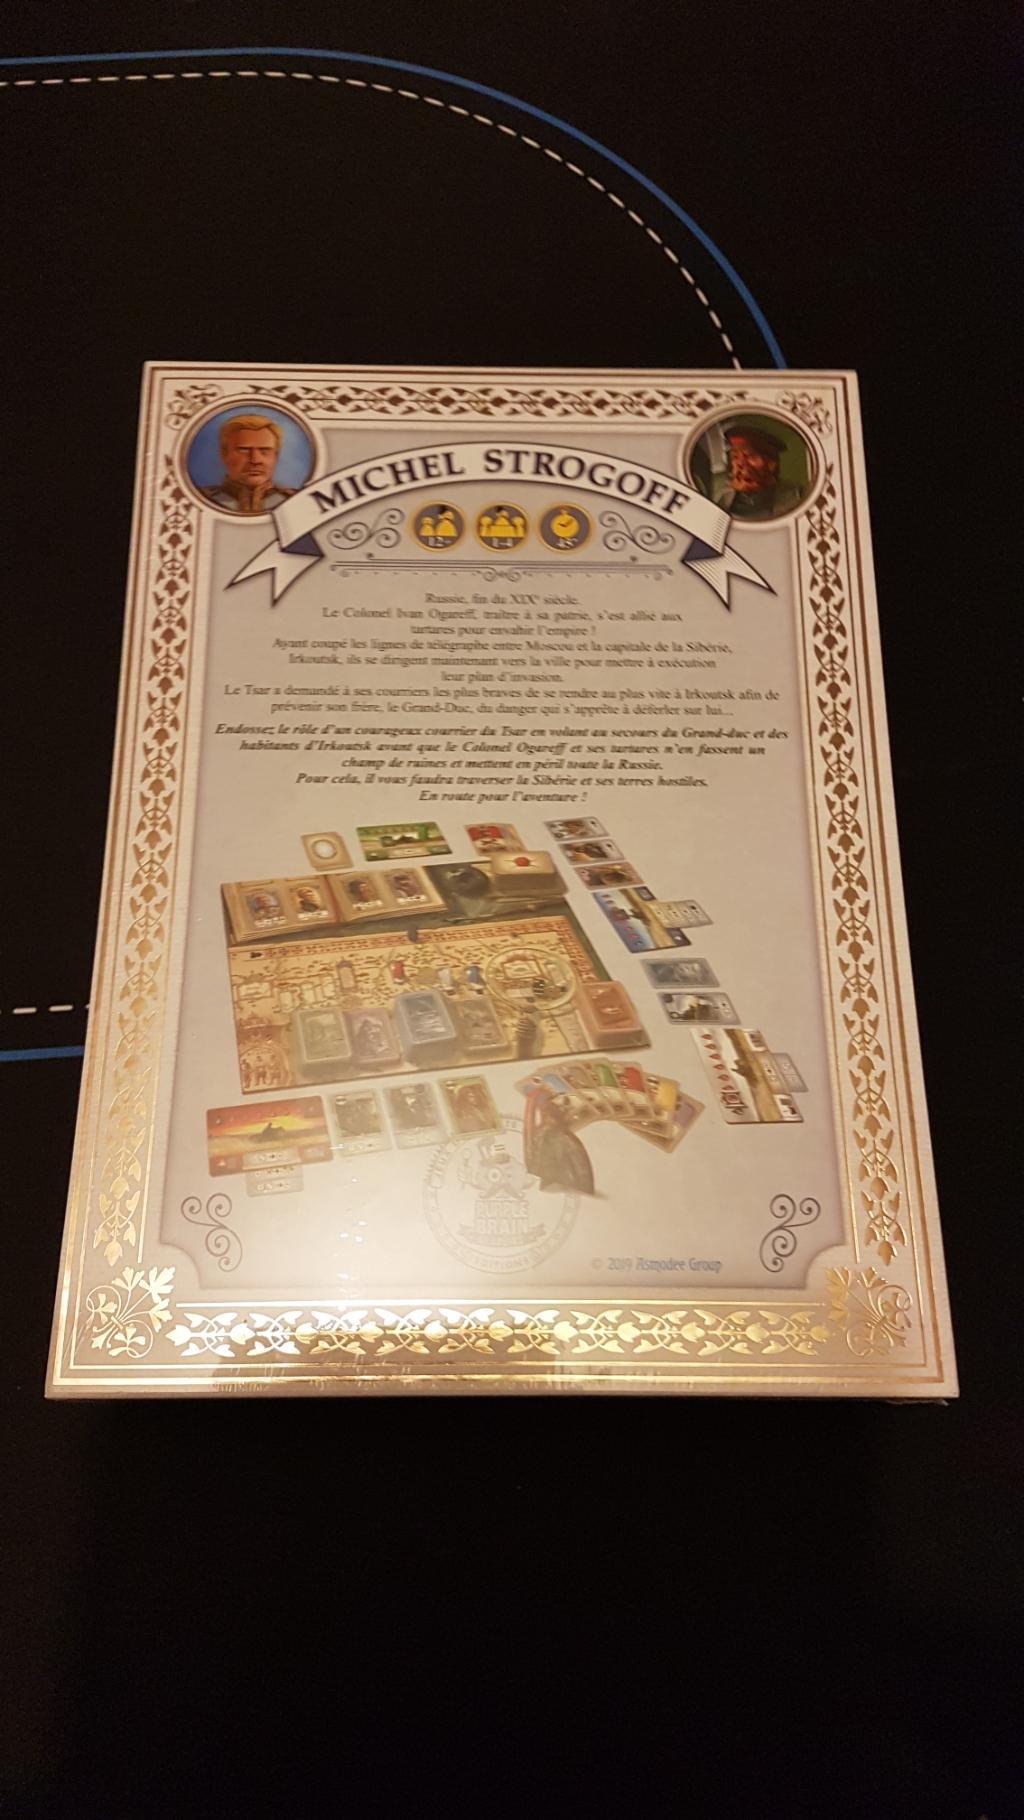 MICHEL STROGOFF
12+ 1-4 45'
Russie, fin du XIXe siècle.
Le Colonel Ivan Ogareff, traître à sa patrie, s'est allié aux
tartares pour envahir l'empire !
Ayant coupé les lignes de télégraphe entre Moscou et la capitale de la Sibérie,
Irkoutsk, ils se dirigent maintenant vers la ville pour mettre à exécution
leur plan d'invasion.
Le Tsar a demandé à ses courriers les plus braves de se rendre au plus vite à Irkoutsk afin de
prévenir son frère, le Grand-Duc, du danger qui s'apprête à déferler sur lui...
Endossez le rôle d'un courageux courrier du Tsar en volant au secours du Grand-duc et des
habitants d'Irkoutsk avant que le Colonel Ogareff et ses tartares n'en fassent un
champ de ruines et mettent en péril toute la Russie.
Pour cela, il vous faudra traverser la Sibérie et ses terres hostiles.
En route pour l'aventure !
PURPLE
BRAIN
EDITIONS
© 2019 Asmodee Group